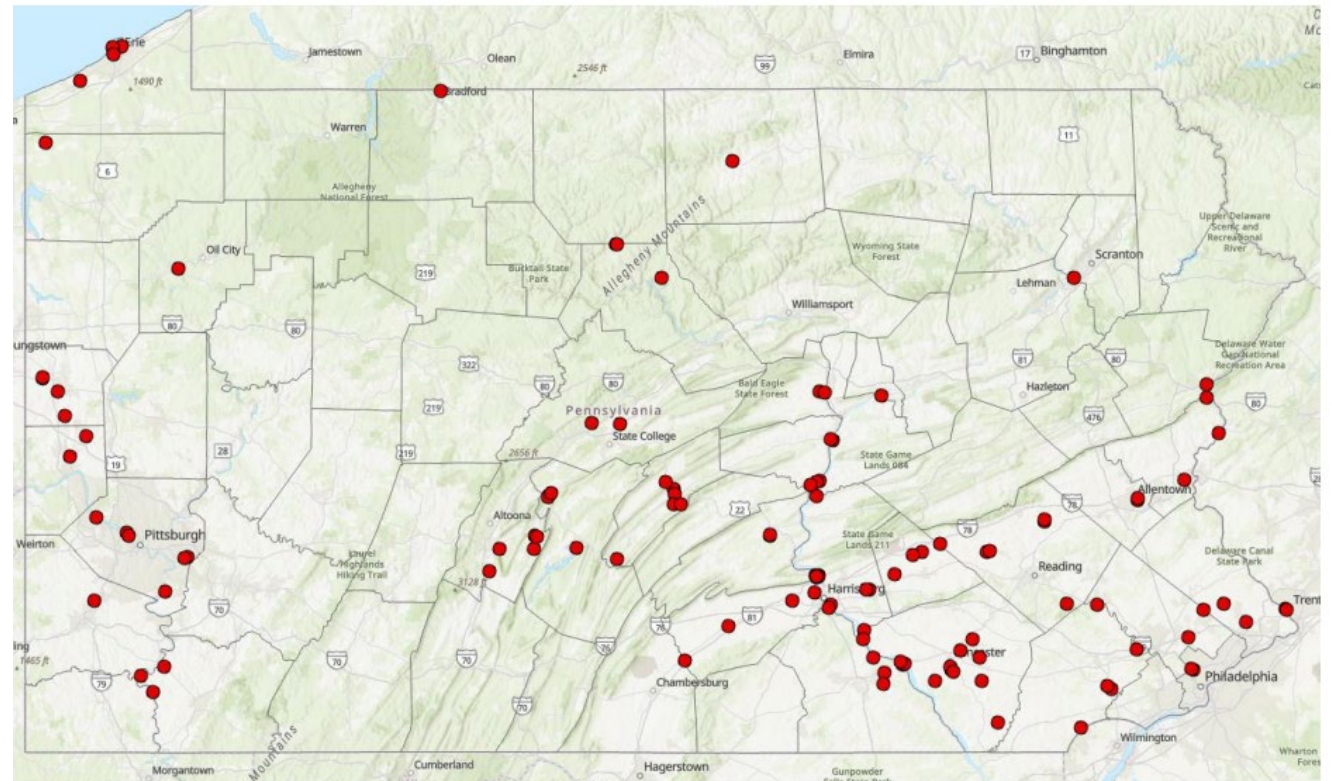 Erie
Jamestown
Olean
2546 ft
99
Elmira
17
Binghamton
1490 ft
Bradford
Warren
11
6
Allegheny
National Forest
Allegheny Mountains
Upper Delaware
Scenic and
Recreational
River
Oil City
219
Bucktail State
Park
Wyoming State
Forest
Scranton
Lehman
Williamsport
80
80
ungstown
322
80
80
Bald Eagle
State Forest
81
80
Delaware Water
Gap National
Recreation Area
Hazleton
80
219
Pennsylvania
State College
476
19
28
219
2656 ft
State Game
Lands 084
Allentown
22
78
Altoona
Pittsburgh
Weirton
Laurel
Highlands
Hiking Trail
State Game
Lands 211
78
Delaware Canal
State Park
Reading
3128 ft
Harrisburg
Trent
70
81
76
ing
1465 ft
70
70
76
79
Chambersburg
Philadelphia
70
Wilmington
Mountains
Morgantown
Cumberland
Hagerstown
Gunpowder
Wharton